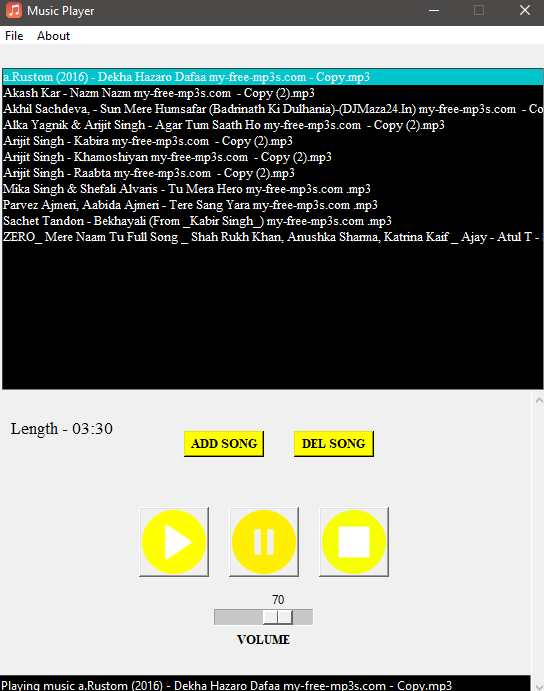 Music Player
File About
a.Rustom (2016) - Dekha Hazaro Dafaa my-free-mp3s.com - Copy.mp3
Akash Kar - Nazm Nazm my-free-mp3s.com - Copy (2).mp3
Akhil Sachdeva, - Sun Mere Humsafar (Badrinath Ki Dulhania)-(DJMaza24.In) my-free-mp3s.com - Co
Alka Yagnik & Arijit Singh - Agar Tum Saath Ho my-free-mp3s.com - Copy (2).mp3
Arijit Singh - Kabira my-free-mp3s.com - Copy (2).mp3
Arijit Singh - Khamoshiyan my-free-mp3s.com - Copy (2).mp3
Arijit Singh - Raabta my-free-mp3s.com - Copy (2).mp3
Mika Singh & Shefali Alvaris - Tu Mera Hero my-free-mp3s.com .mp3
Parvez Ajmeri, Aabida Ajmeri - Tere Sang Yara my-free-mp3s.com .mp3
Sachet Tandon - Bekhayali (From _Kabir Singh_) my-free-mp3s.com .mp3
ZERO_ Mere Naam Tu Full Song _ Shah Rukh Khan, Anushka Sharma, Katrina Kaif _ Ajay - Atul T -
Length - 03:30
ADD SONG DEL SONG
70
VOLUME
Playing music a.Rustom (2016) - Dekha Hazaro Dafaa my-free-mp3s.com - Copy.mp3